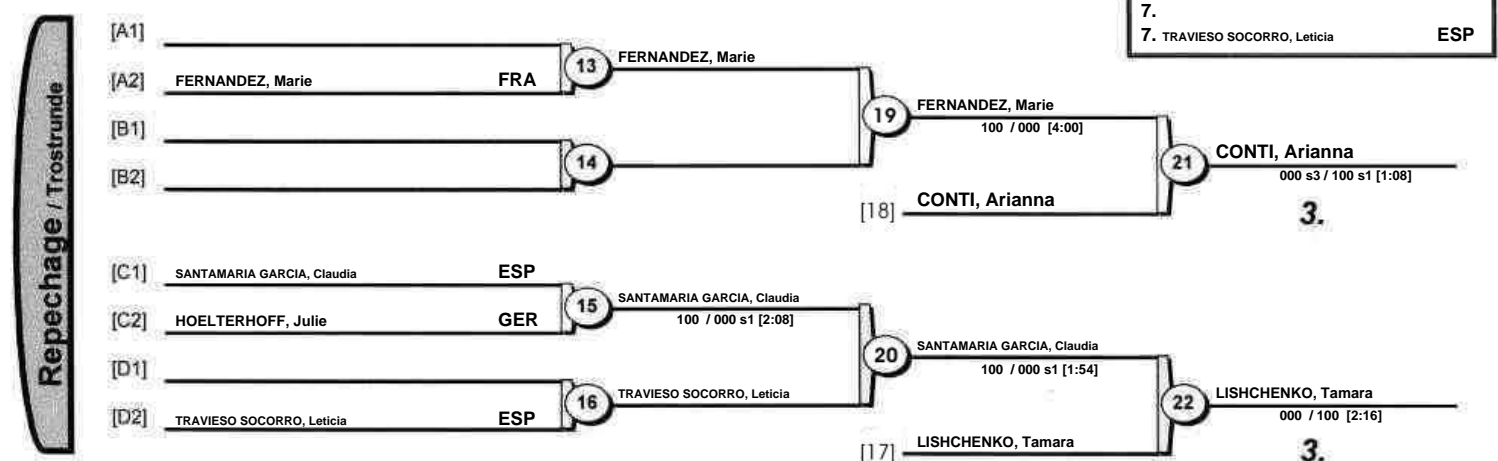 7.
7. TRAVIESO SOCORRO, Leticia ESP
Repechage / Trostrunde
[A1]
[A2] FERNANDEZ, Marie FRA
13
FERNANDEZ, Marie
[B1]
[B2]
14
19
FERNANDEZ, Marie
100 / 000 [4:00]
[18] CONTI, Arianna
21
CONTI, Arianna
000 s3 / 100 s1 [1:08]
3.
[C1] SANTAMARIA GARCIA, Claudia ESP
[C2] HOELTERHOFF, Julie GER
15
SANTAMARIA GARCIA, Claudia
100 / 000 s1 [2:08]
[D1]
[D2] TRAVIESO SOCORRO, Leticia ESP
16
TRAVIESO SOCORRO, Leticia
20
SANTAMARIA GARCIA, Claudia
100 / 000 s1 [1:54]
[17] LISHCHENKO, Tamara
22
LISHCHENKO, Tamara
000 / 100 [2:16]
3.